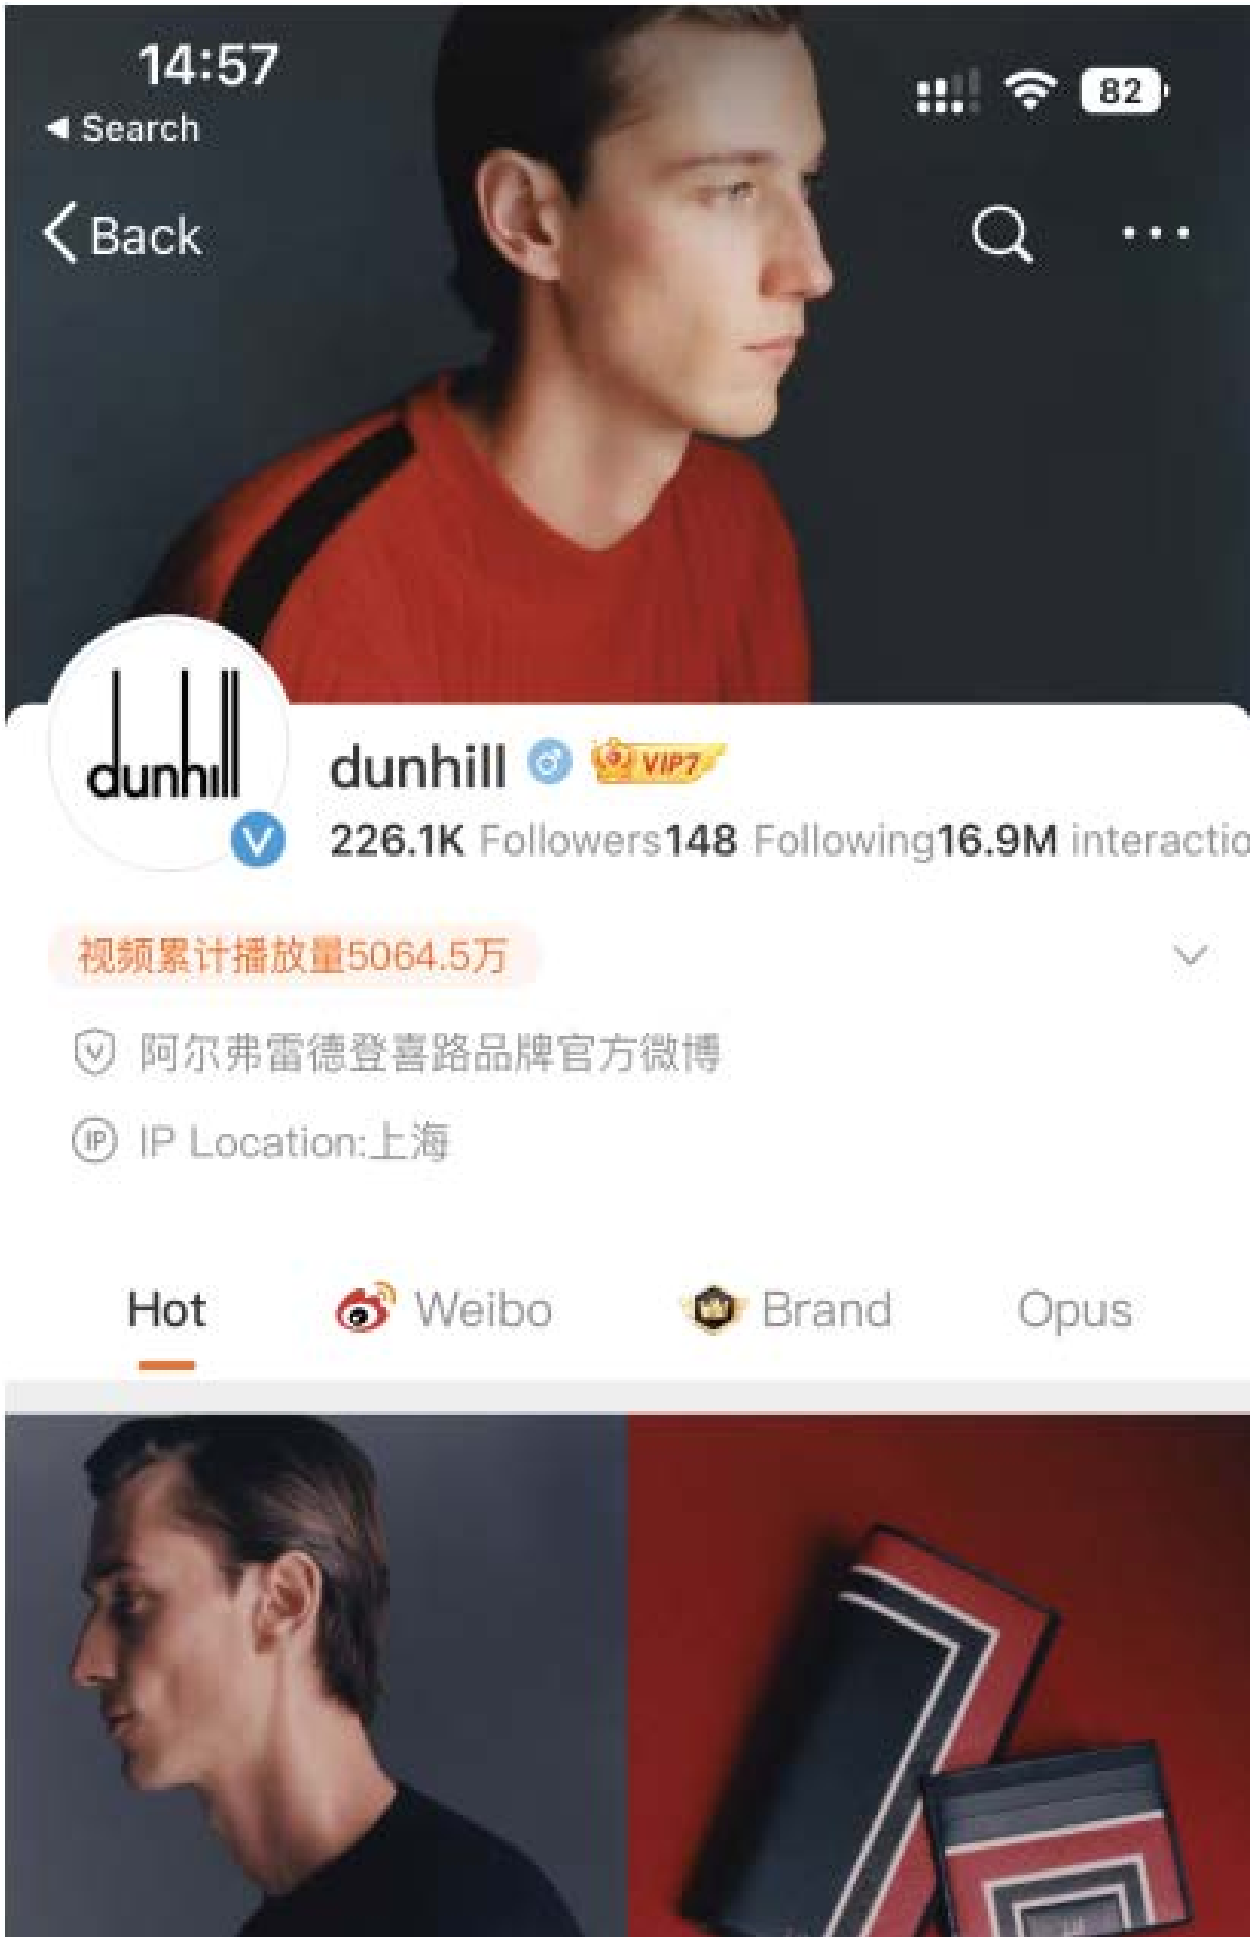 14:57
82
Search
Back
dunhill
dunhill VIP7
V
226.1K Followers148 Following16.9M interactio
视频累计播放量5064.5万
阿尔弗雷德登喜路品牌官方微博
IP IP Location:上海
Hot Weibo Brand Opus